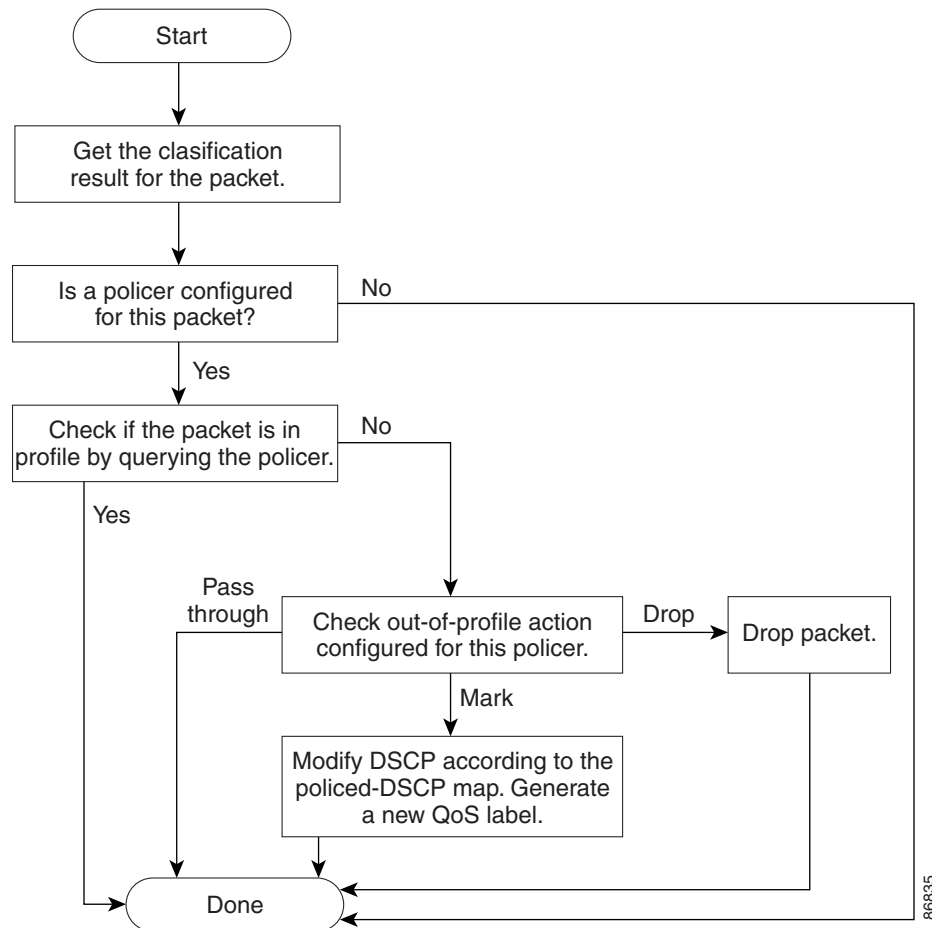 Start
Get the clasification
result for the packet.
Is a policer configured
for this packet?
No
Yes
Check if the packet is in
profile by querying the policer.
No
Yes
Pass
through
Check out-of-profile action
configured for this policer.
Drop
Drop packet.
Mark
Modify DSCP according to the
policed-DSCP map. Generate
a new QoS label.
Done
86835